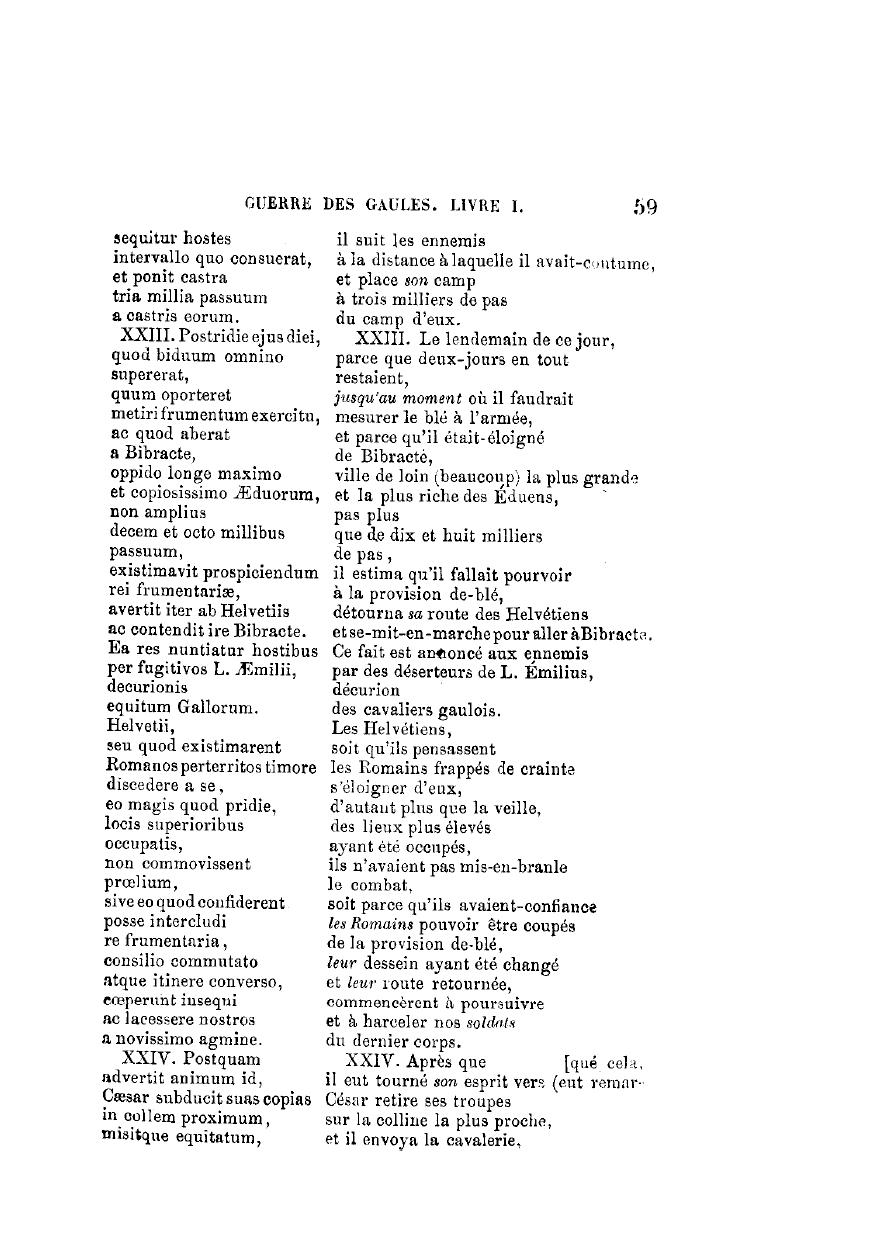 GUERRE DES GAULES. LIVRE I. 59
sequitur hostes
intervallo quo consuerat,
et ponit castra
tria millia passuum
a castris eorum.
XXIII. Postridie ejus diei,
quod biduum omnino
supererat,
quum oporteret
metiri frumentum exercitu,
ac quod aberat
a Bibracte,
oppido longe maximo
et copiosissimo Æduorum,
non amplius
decem et octo millibus
passuum,
existimavit prospiciendum
rei frumentariæ,
avertit iter ab Helvetiis
ac contendit ire Bibracte.
Ea res nuntiatur hostibus
per fugitivos L. Æmilii,
decurionis
equitum Gallorum.
Helvetii,
seu quod existimarent
Romanos perterritos timore
discedere a se,
eo magis quod pridie,
locis superioribus
occupatis,
non commovissent
prœlium,
sive eo quod confiderent
posse intercludi
re frumentaria,
consilio commutato
atque itinere converso,
cœperunt insequi
ac lacessere nostros
a novissimo agmine.
XXIV. Postquam
advertit animum id,
Cæsar subducit suas copias
in collem proximum,
misitque equitatum,
il suit les ennemis
à la distance à laquelle il avait-coutume,
et place son camp
à trois milliers de pas
du camp d'eux.
XXIII. Le lendemain de ce jour,
parce que deux-jours en tout
restaient,
jusqu'au moment où il faudrait
mesurer le blé à l'armée,
et parce qu'il était-éloigné
de Bibracte,
ville de loin (beaucoup) la plus grande
et la plus riche des Éduens,
pas plus
que de dix et huit milliers
de pas,
il estima qu'il fallait pourvoir
à la provision de-blé,
détourna sa route des Helvétiens
et se-mit-en-marche pour aller à Bibracte.
Ce fait est annoncé aux ennemis
par des déserteurs de L. Émilius,
décurion
des cavaliers gaulois.
Les Helvétiens,
soit qu'ils pensassent
les Romains frappés de crainte
s'éloigner d'eux,
d'autant plus que la veille,
des lieux plus élevés
ayant été occupés,
ils n'avaient pas mis-en-branle
le combat,
soit parce qu'ils avaient-confiance
les Romains pouvoir être coupés
de la provision de-blé,
leur dessein ayant été changé
et leur route retournée,
commencèrent à poursuivre
et à harceler nos soldats
du dernier corps.
XXIV. Après que [qué cela,
il eut tourné son esprit vers (eut remar-
César retire ses troupes
sur la colline la plus proche,
et il envoya la cavalerie,